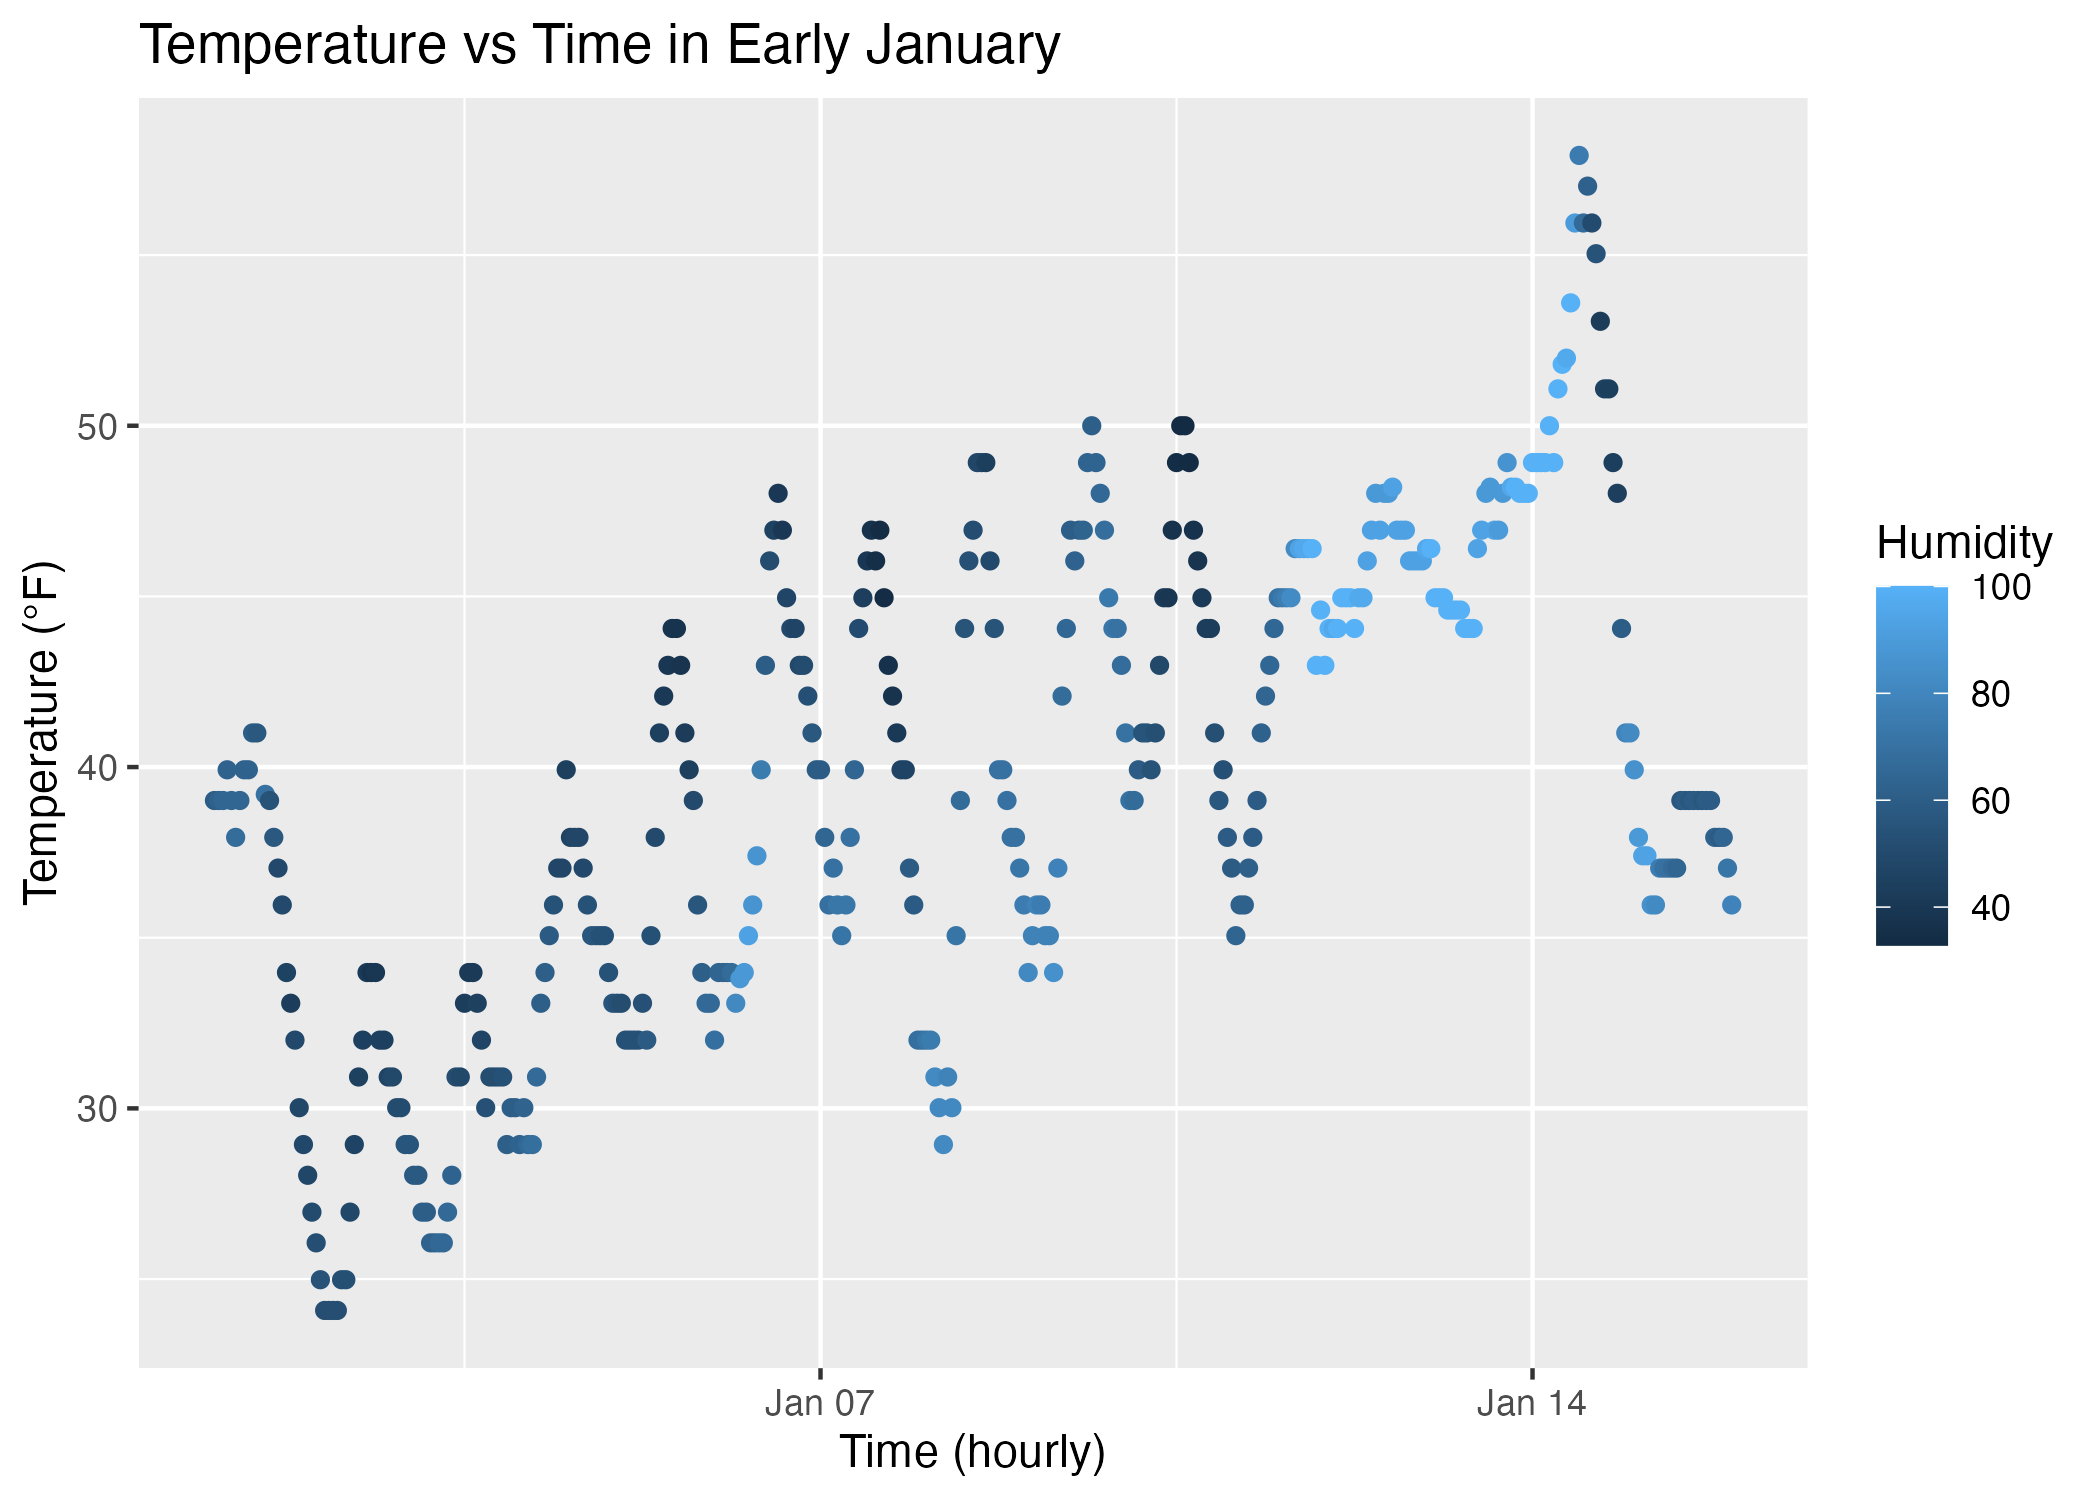 Temperature vs Time in Early January
Temperature (°F)
50
40
30
Jan 07
Jan 14
Time (hourly)
Humidity
100
80
60
40